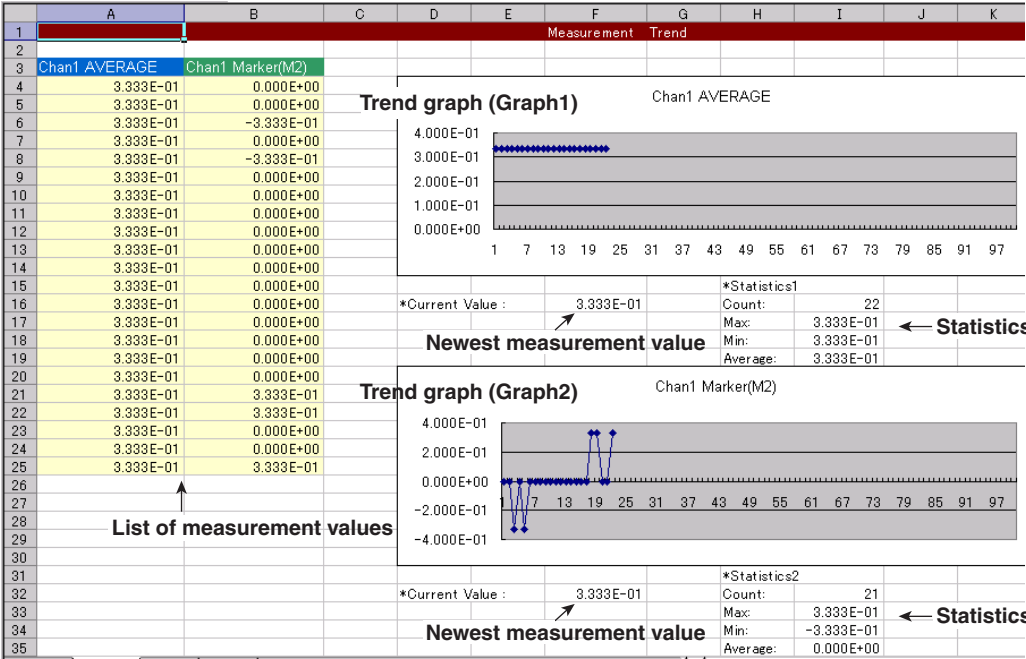 A B C D E F G H I J K
1 Measurement Trend
2
3 Chan1 AVERAGE Chan1 Marker(M2)
4 3.333E-01 0.000E+00
5 3.333E-01 0.000E+00
6 3.333E-01 -3.333E-01
7 3.333E-01 0.000E+00
8 3.333E-01 -3.333E-01
9 3.333E-01 0.000E+00
10 3.333E-01 0.000E+00
11 3.333E-01 0.000E+00
12 3.333E-01 0.000E+00
13 3.333E-01 0.000E+00
14 3.333E-01 0.000E+00
15 3.333E-01 0.000E+00
16 3.333E-01 0.000E+00
17 3.333E-01 0.000E+00
18 3.333E-01 0.000E+00
19 3.333E-01 0.000E+00
20 3.333E-01 0.000E+00
21 3.333E-01 3.333E-01
22 3.333E-01 3.333E-01
23 3.333E-01 0.000E+00
24 3.333E-01 0.000E+00
25 3.333E-01 3.333E-01
26
27
28
29
30
31
32
33
34
35
List of measurement values
Trend graph (Graph1)
Chan1 AVERAGE
4.000E-01
3.000E-01
2.000E-01
1.000E-01
0.000E+00
1 7 13 19 25 31 37 43 49 55 61 67 73 79 85 91 97
*Statistics1
*Current Value : 3.333E-01 Count: 22
Max: 3.333E-01
Statistics
Newest measurement value
Min: 3.333E-01
Average: 3.333E-01
Trend graph (Graph2)
Chan1 Marker(M2)
4.000E-01
2.000E-01
0.000E+00
-2.000E-01
-4.000E-01
1 7 13 19 25 31 37 43 49 55 61 67 73 79 85 91 97
*Statistics2
*Current Value : 3.333E-01 Count: 21
Max: 3.333E-01
Statistics
Newest measurement value
Min: -3.333E-01
Average: 0.000E+00